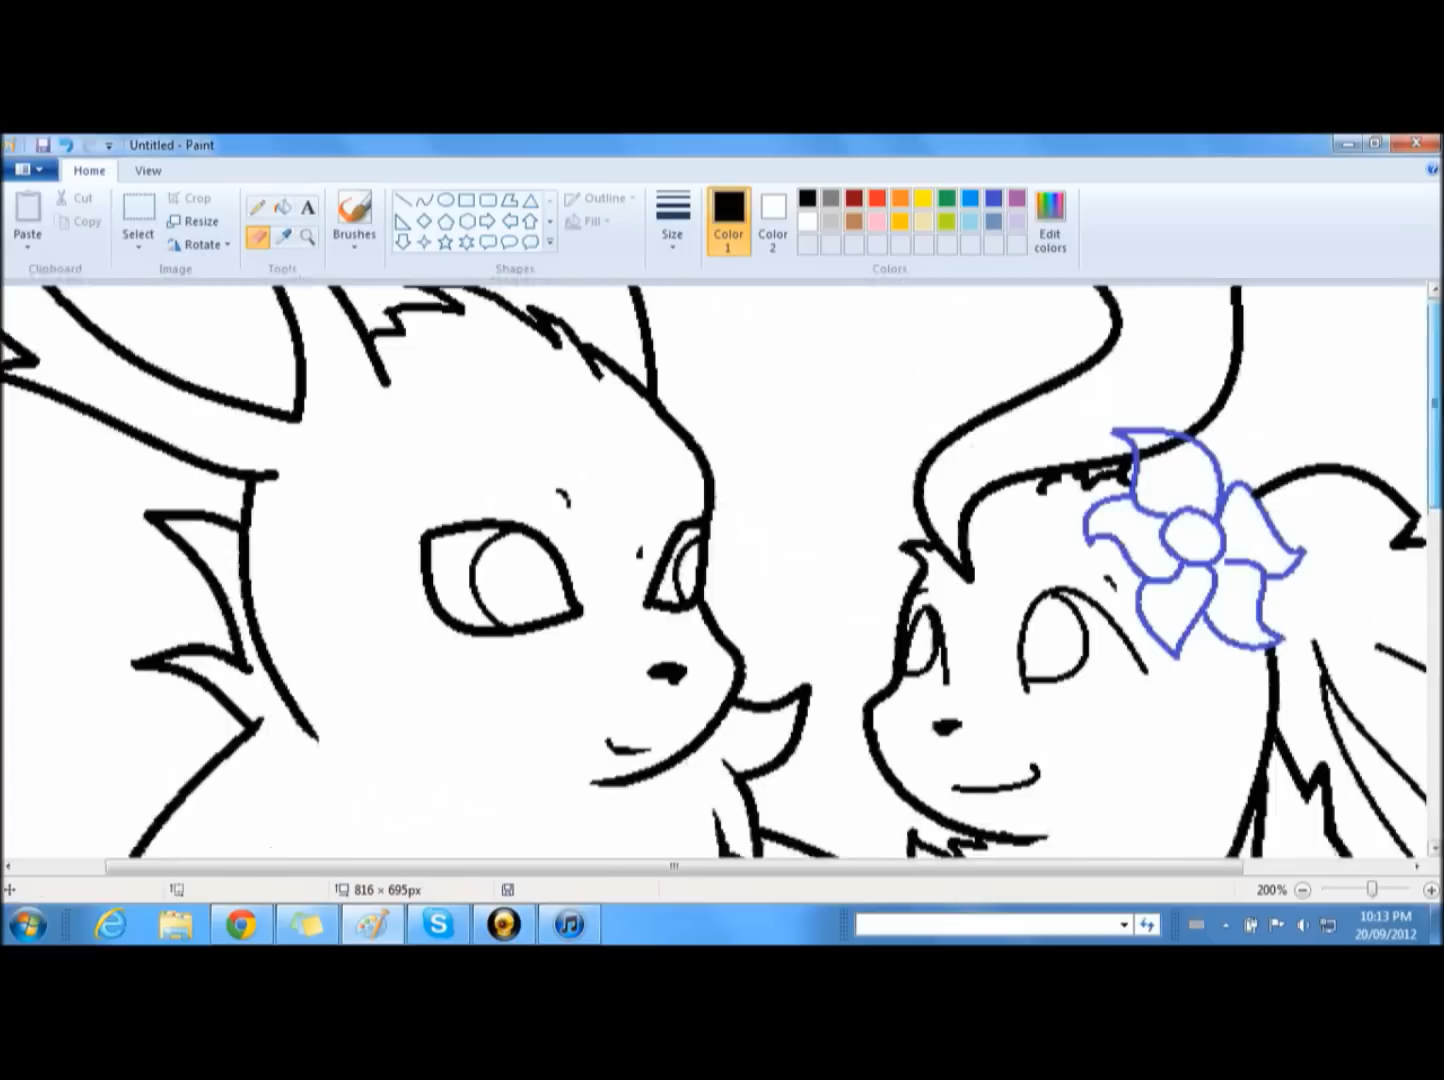 Untitled - Paint
Home View
Paste
Cut
Copy
Clipboard
Select
Crop
Resize
Rotate
Image
A
Tools
Brushes
Shapes
Outline
Fill
Size
Color 1
Color 2
Edit colors
Colors
816 × 695px
200%
10:13 PM
20/09/2012